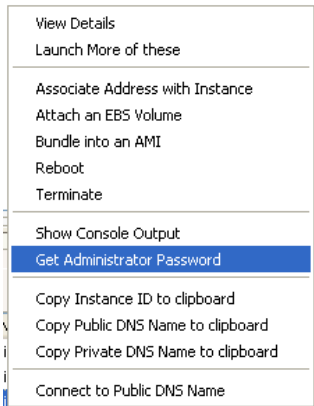 View Details
Launch More of these
Associate Address with Instance
Attach an EBS Volume
Bundle into an AMI
Reboot
Terminate
Show Console Output
Get Administrator Password
Copy Instance ID to clipboard
Copy Public DNS Name to clipboard
Copy Private DNS Name to clipboard
Connect to Public DNS Name